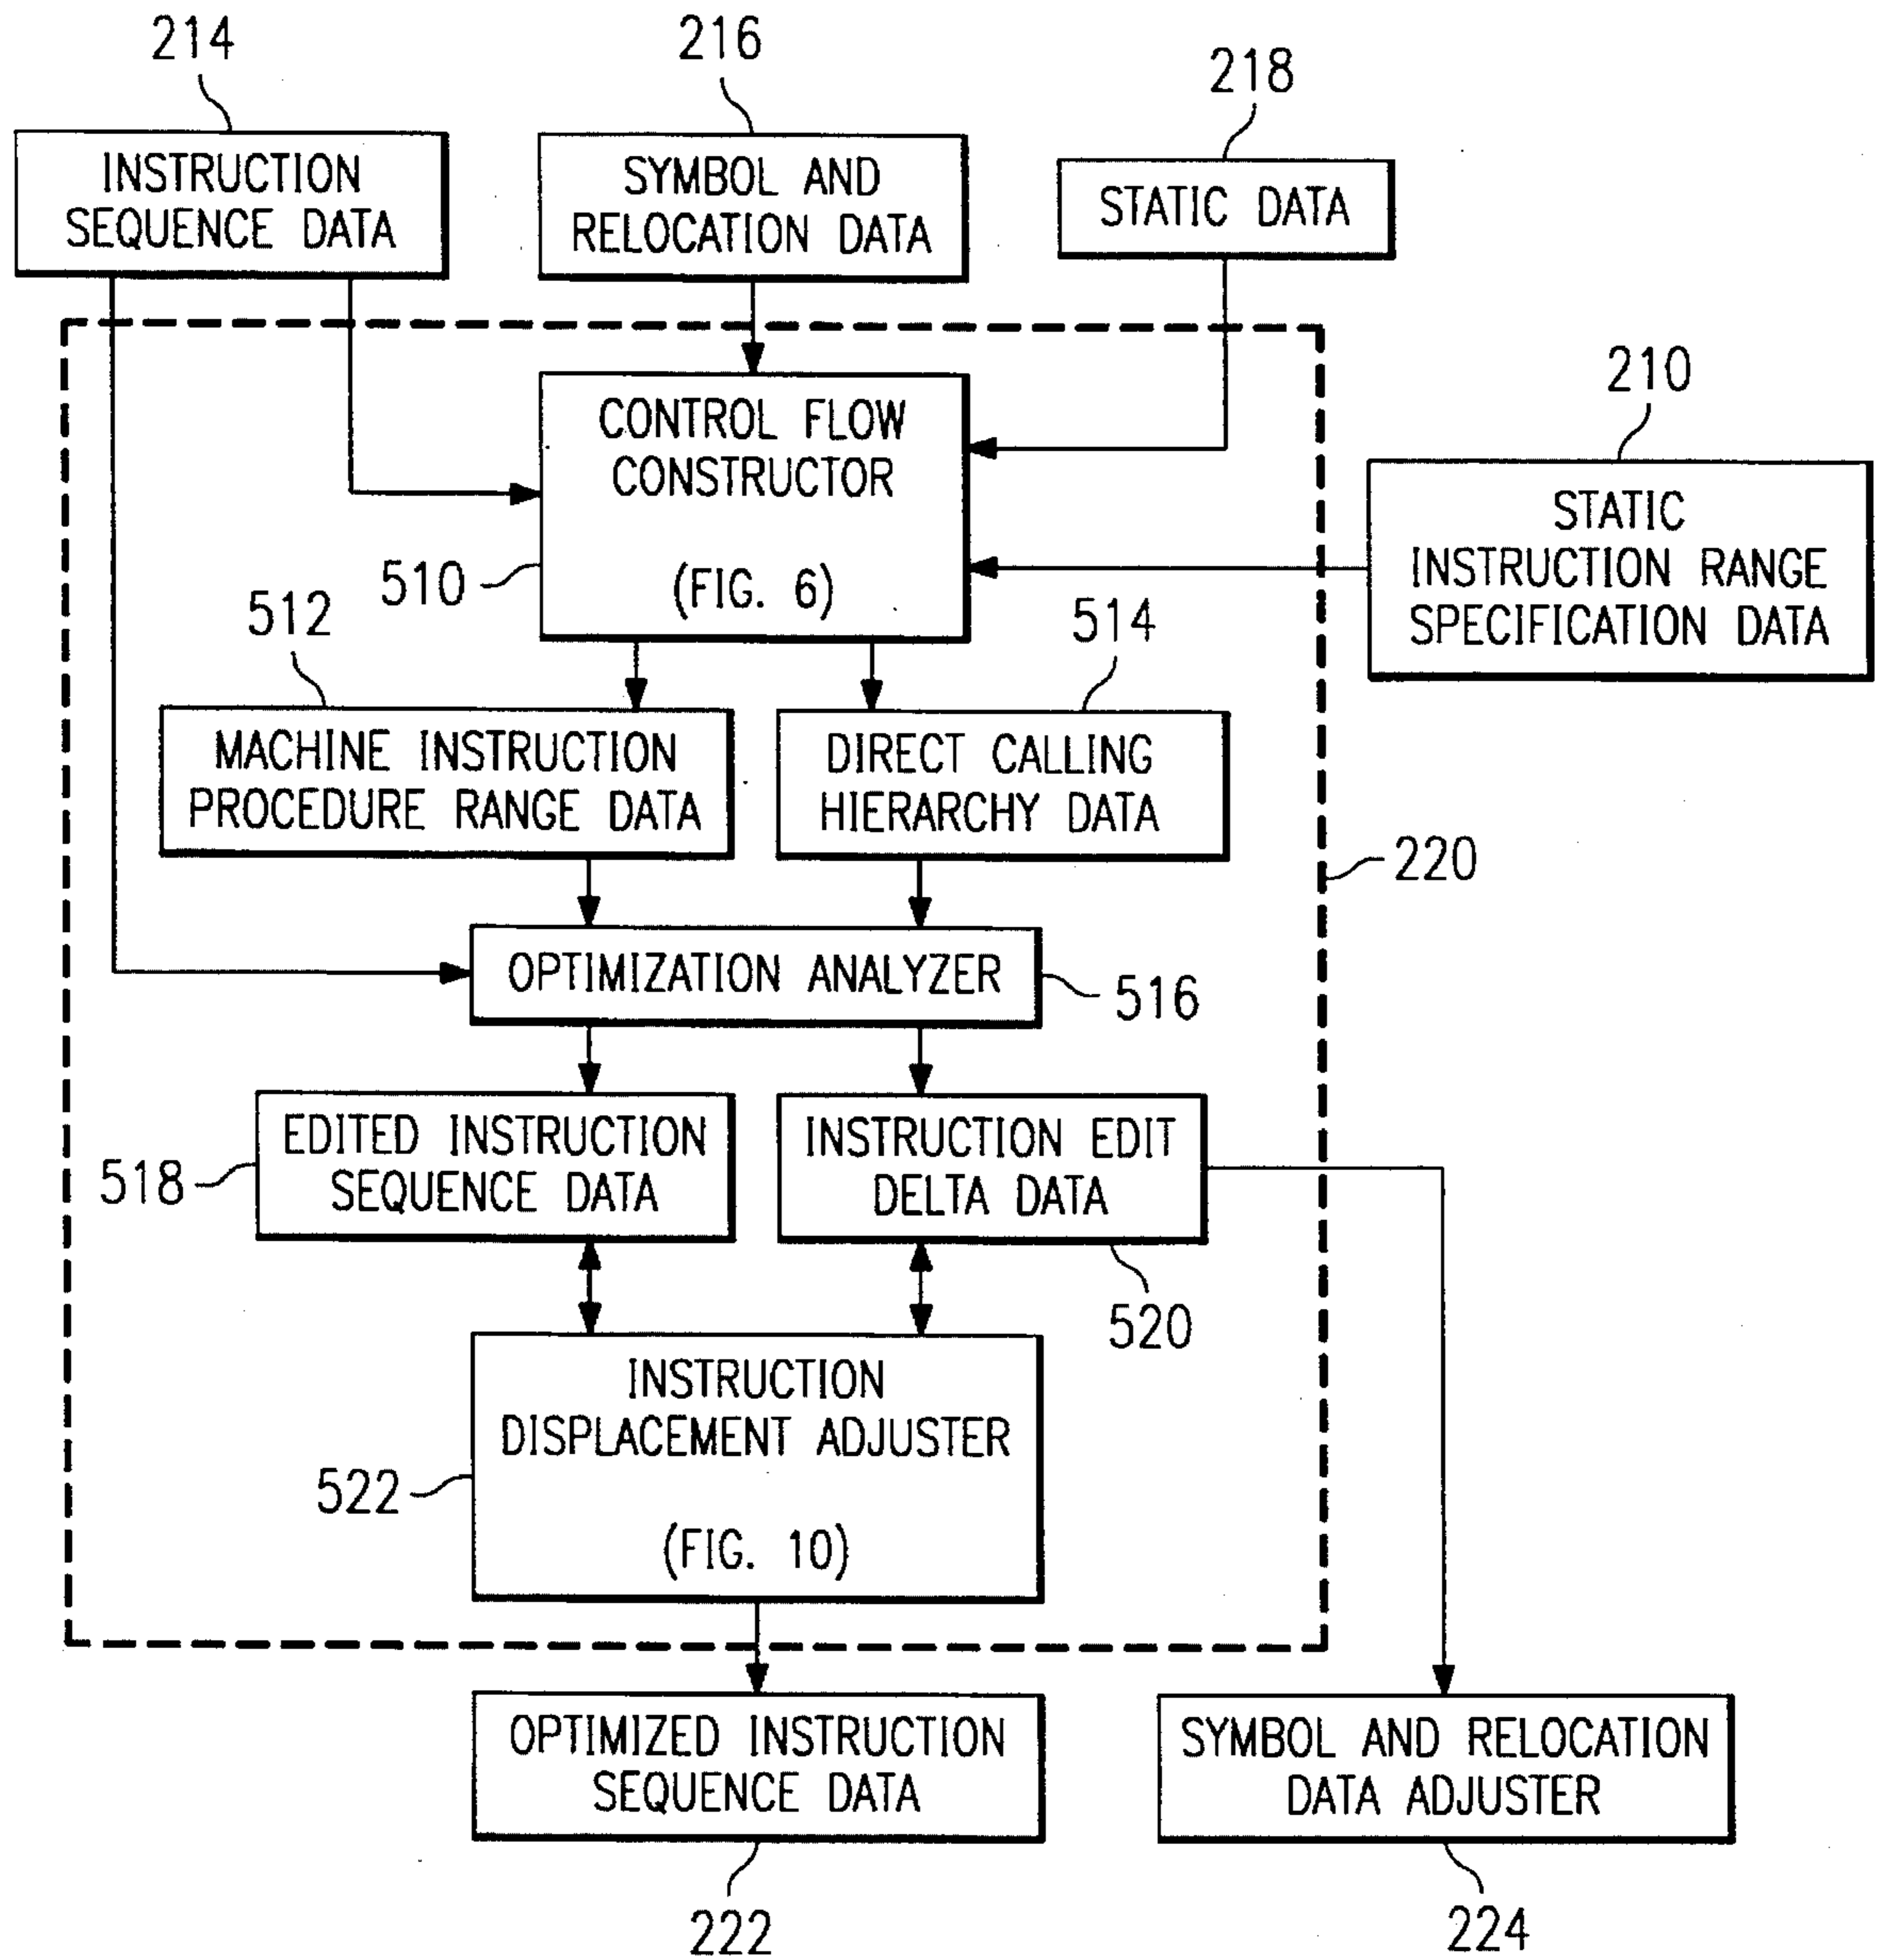 214
216
218
INSTRUCTION
SEQUENCE DATA
SYMBOL AND
RELOCATION DATA
STATIC DATA
210
CONTROL FLOW
CONSTRUCTOR
(FIG. 6)
510
STATIC
INSTRUCTION RANGE
SPECIFICATION DATA
512
514
MACHINE INSTRUCTION
PROCEDURE RANGE DATA
DIRECT CALLING
HIERARCHY DATA
220
OPTIMIZATION ANALYZER
516
EDITED INSTRUCTION
SEQUENCE DATA
518
INSTRUCTION EDIT
DELTA DATA
520
INSTRUCTION
DISPLACEMENT ADJUSTER
522
(FIG. 10)
OPTIMIZED INSTRUCTION
SEQUENCE DATA
SYMBOL AND RELOCATION
DATA ADJUSTER
222
224